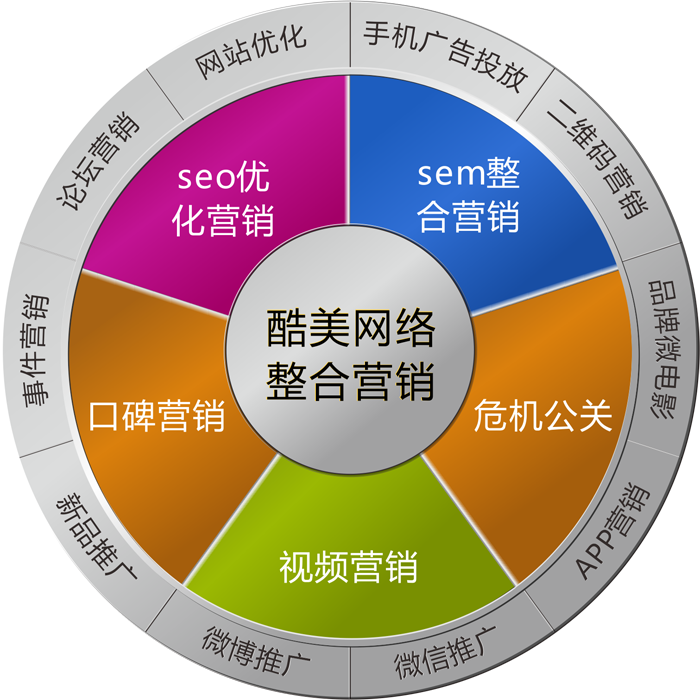 网站优化
手机广告投放
二维码营销
品牌微电影
APP营销
微信推广
微博推广
新品推广
事件营销
论坛营销
seo优
化营销
sem整
合营销
危机公关
视频营销
口碑营销
酷美网络
整合营销